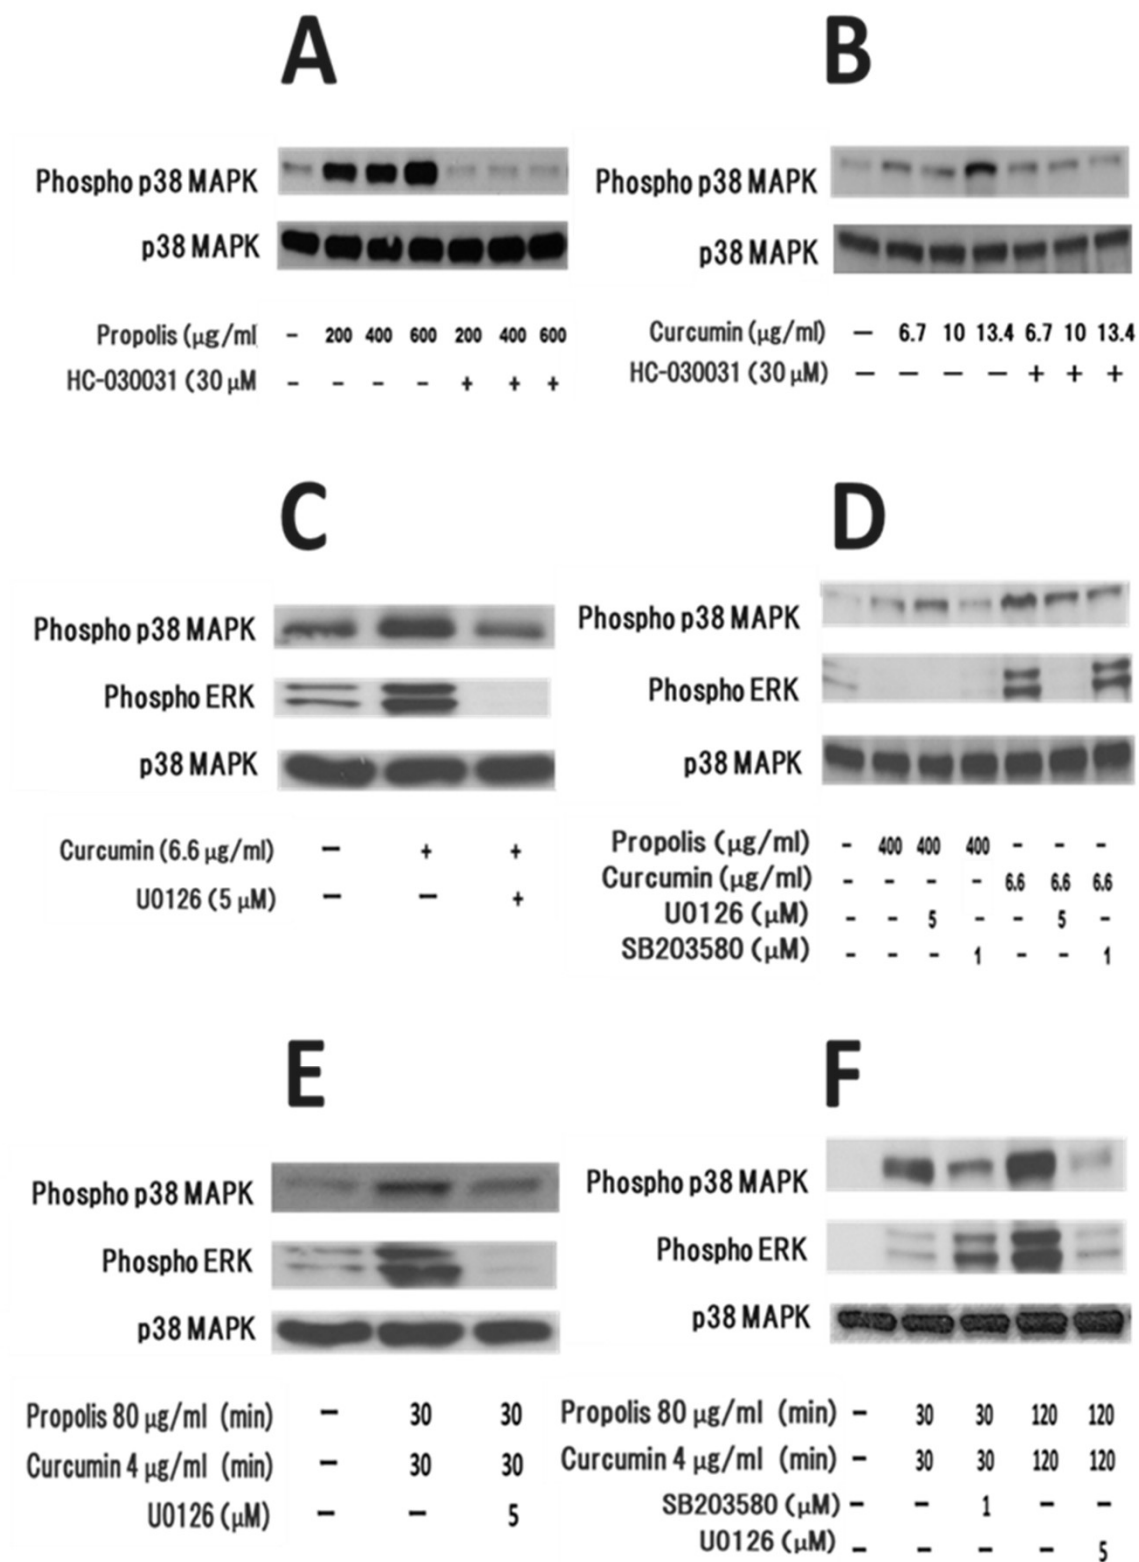 A
Phospho p38 MAPK
p38 MAPK
Propolis (μg/ml - 200 400 600 200 400 600
HC-030031 (30 μM - - - - + + +
B
Phospho p38 MAPK
p38 MAPK
Curcumin (μg/ml) - 6.7 10 13.4 6.7 10 13.4
HC-030031 (30 μM) - - - - + + +
C
Phospho p38 MAPK
Phospho ERK
p38 MAPK
Curcumin (6.6 μg/ml) - + +
U0126 (5 μM) - - +
D
Phospho p38 MAPK
Phospho ERK
p38 MAPK
Propolis (μg/ml) - 400 400 400 - - -
Curcumin (μg/ml) - - - - 6.6 6.6 6.6
U0126 (μM) - - 5 - - 5 -
SB203580 (μM) - - - 1 - - 1
E
Phospho p38 MAPK
Phospho ERK
p38 MAPK
Propolis 80 μg/ml (min) - 30 30
Curcumin 4 μg/ml (min) - 30 30
U0126 (μM) - - 5
F
Phospho p38 MAPK
Phospho ERK
p38 MAPK
Propolis 80 μg/ml (min) - 30 30 120 120
Curcumin 4 μg/ml (min) - 30 30 120 120
SB203580 (μM) - - 1 - -
U0126 (μM) - - - - 5